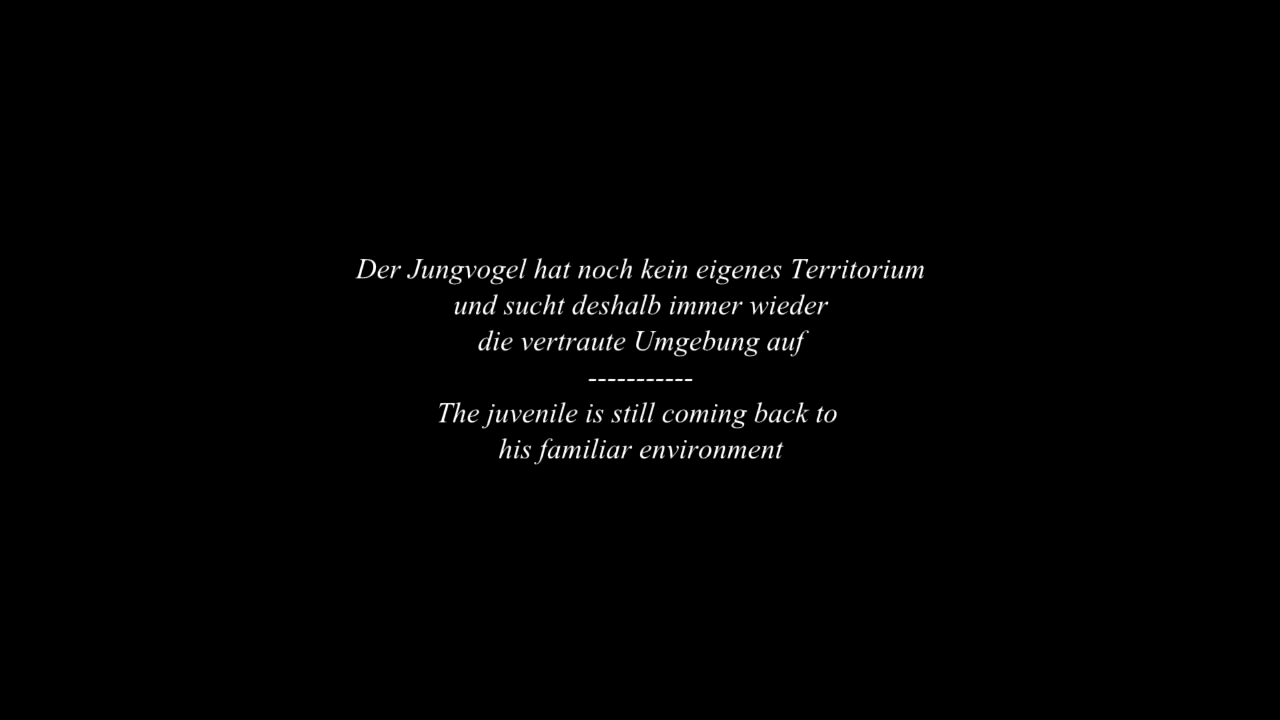 Der Jungvogel hat noch kein eigenes Territorium
und sucht deshalb immer wieder
die vertraute Umgebung auf
-----------
The juvenile is still coming back to
his familiar environment